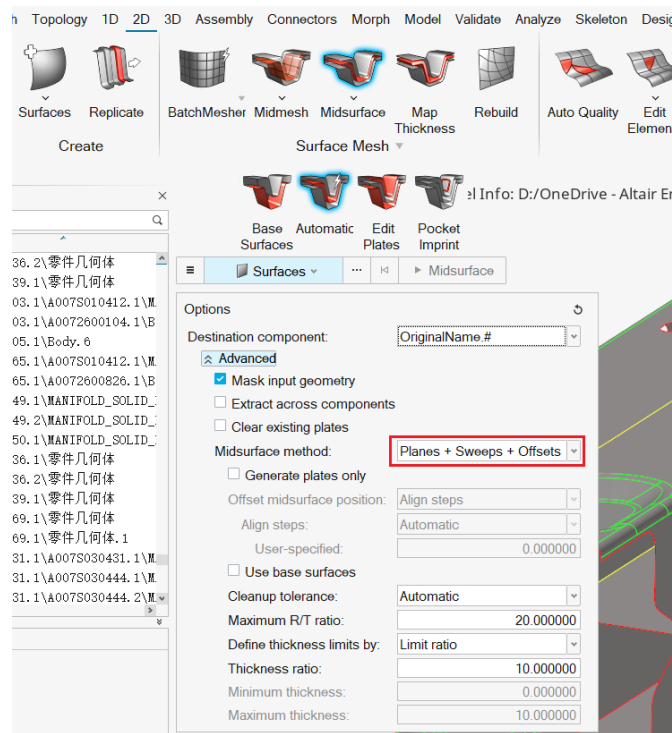 Topology 1D 2D 3D Assembly Connectors Morph Model Validate Analyze Skeleton
Surfaces Replicate BatchMesher Midmesh Midsurface Map Thickness Rebuild Auto Quality Edit
Create Surface Mesh
Base Surfaces Automatic Edit Plates Pocket Imprint
el Info: D:/OneDrive - Altair
Surfaces ··· Midsurface
36.2\零件几何体
39.1\零件几何体
03.1\A007S010412.1\M
03.1\A0072600104.1\B
05.1\Body.6
65.1\A007S010412.1\M
65.1\A0072600826.1\B
49.1\MANIFOLD_SOLID_
49.2\MANIFOLD_SOLID_
50.1\MANIFOLD_SOLID_
36.1\零件几何体
36.2\零件几何体
39.1\零件几何体
69.1\零件几何体
69.1\零件几何体.1
31.1\A007S030431.1\M
31.1\A007S030444.1\M
31.1\A007S030444.2\M
Options
Destination component: OriginalName.#
Advanced
Mask input geometry
Extract across components
Clear existing plates
Midsurface method: Planes + Sweeps + Offsets
Generate plates only
Offset midsurface position: Align steps
Align steps: Automatic
User-specified: 0.000000
Use base surfaces
Cleanup tolerance: Automatic
Maximum R/T ratio: 20.000000
Define thickness limits by: Limit ratio
Thickness ratio: 10.000000
Minimum thickness: 0.000000
Maximum thickness: 10.000000